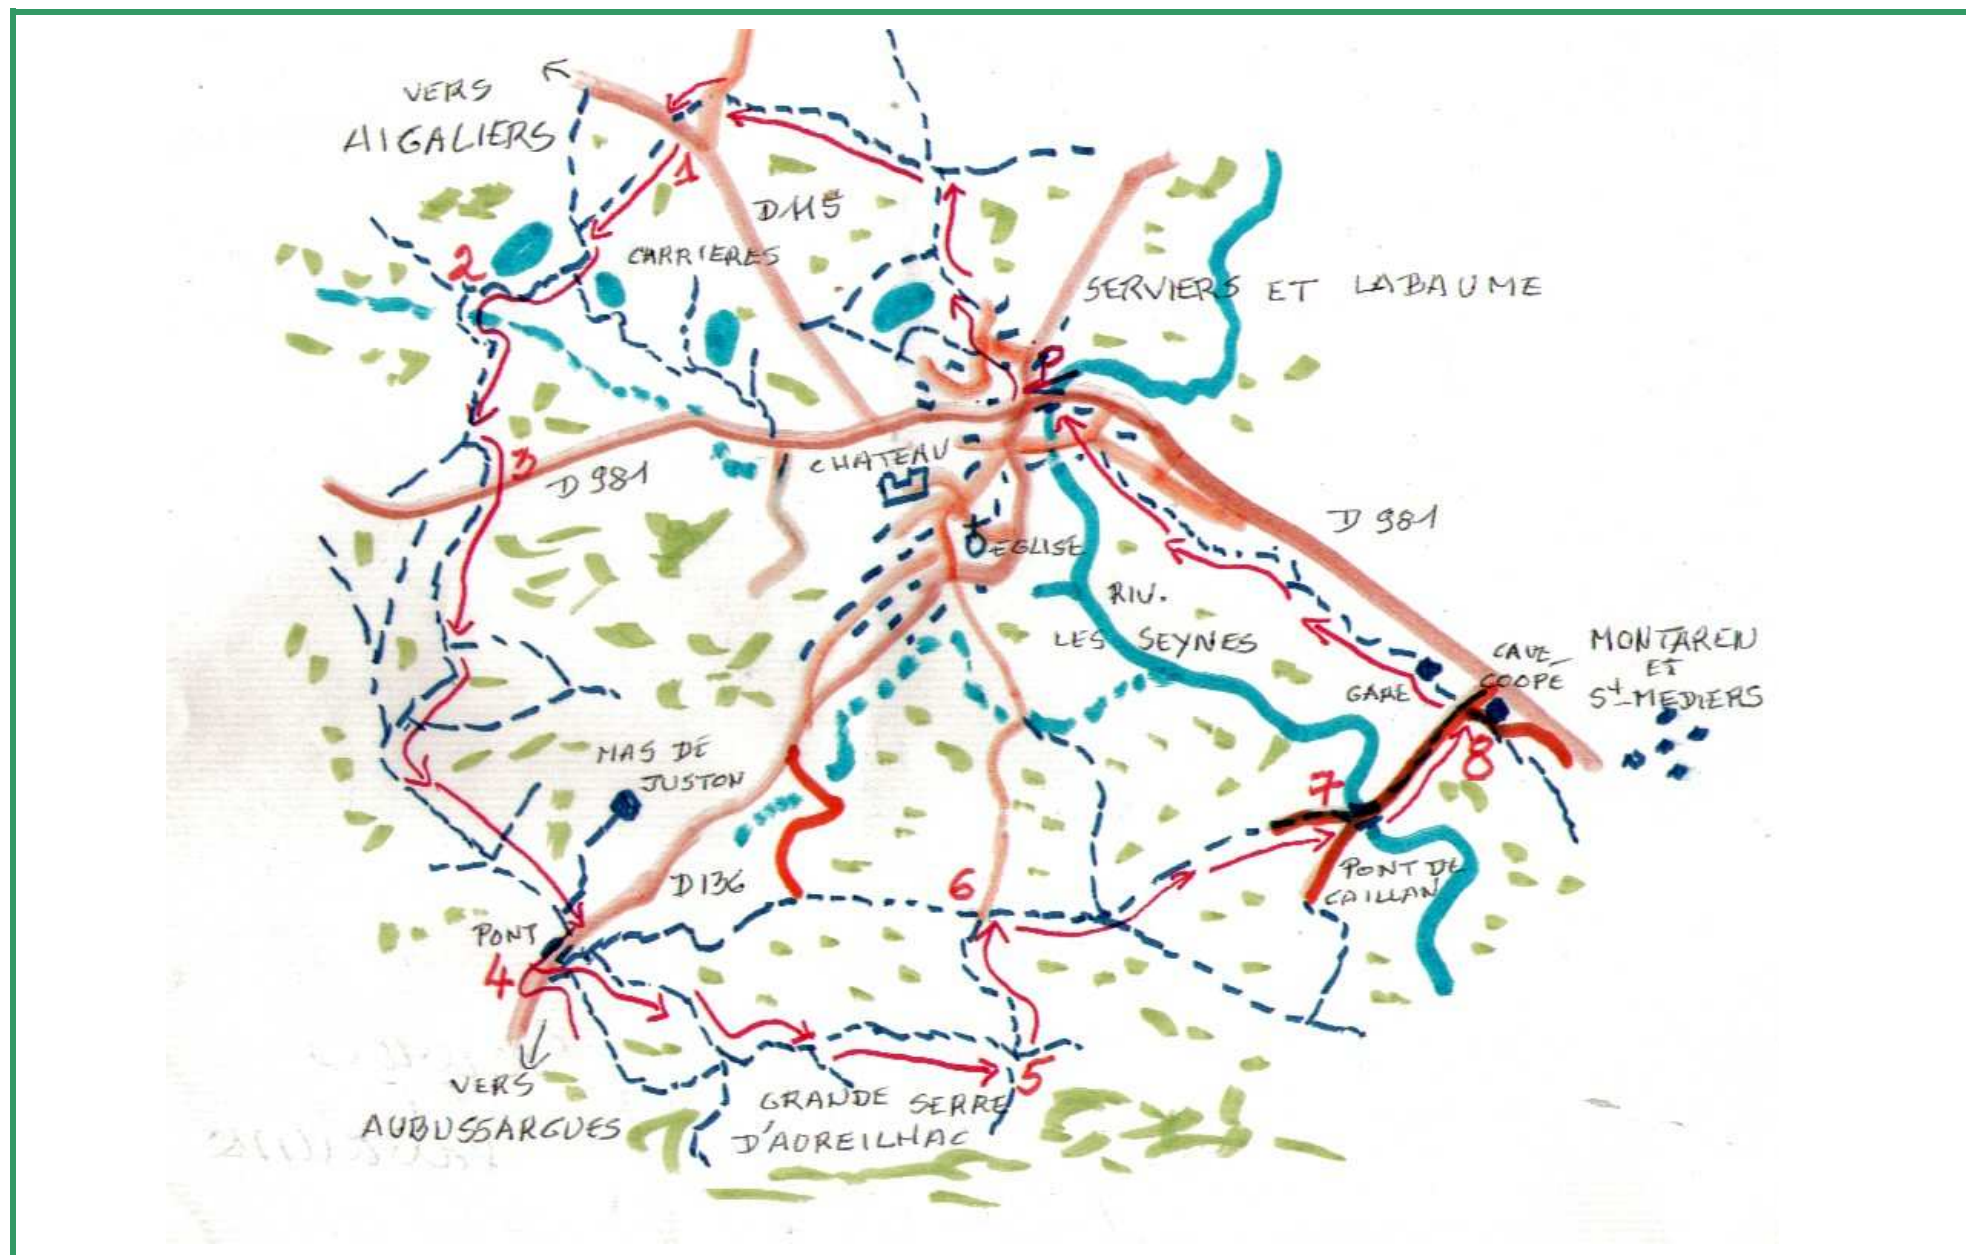 VERS
AIGALIERS
1
D115
2
CARRIERES
SERVIERS ET LABAUME
P
3
D 981
CHATEAU
D 981
EGLISE
RIV.
LES SEYNES
CAVE
COOPE
MONTAREN
ET
St MEDIERS
GARE
8
MAS DE
JUSTON
7
D136
6
PONT DE
CAILLAN
PONT
4
5
VERS
AUBUSSARGUES
GRANDE SERRE
D'AUREILHAC